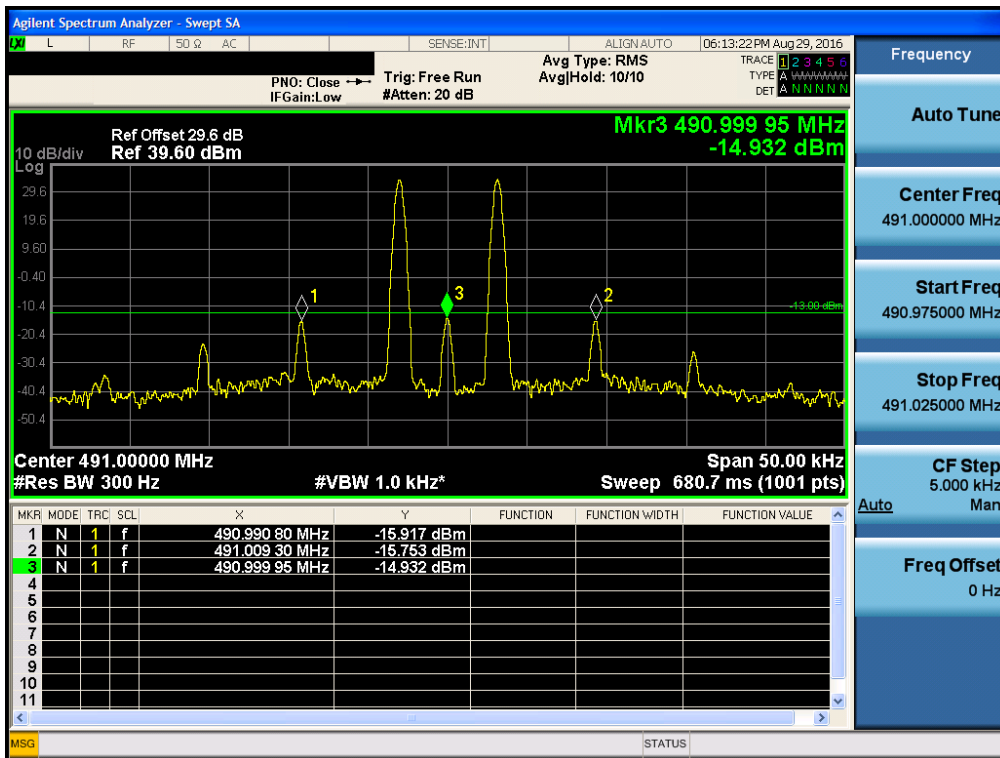 Agilent Spectrum Analyzer - Swept SA
LXI L RF 50 Ω AC SENSE:INT ALIGN AUTO 06:13:22 PM Aug 29, 2016
PNO: Close
IFGain:Low
Trig: Free Run
#Atten: 20 dB
Avg Type: RMS
Avg|Hold: 10/10
TRACE 1 2 3 4 5 6
TYPE A WWWWW
DET A N N N N N
Ref Offset 29.6 dB
10 dB/div Ref 39.60 dBm
Log
Mkr3 490.999 95 MHz
-14.932 dBm
29.6
19.6
9.60
-0.40
-10.4
-20.4
-30.4
-40.4
-50.4
1
3
2
-13.00 dBm
Center 491.00000 MHz Span 50.00 kHz
#Res BW 300 Hz #VBW 1.0 kHz* Sweep 680.7 ms (1001 pts)
MKR MODE TRC SCL X Y FUNCTION FUNCTION WIDTH FUNCTION VALUE
1 N 1 f 490.990 80 MHz -15.917 dBm
2 N 1 f 491.009 30 MHz -15.753 dBm
3 N 1 f 490.999 95 MHz -14.932 dBm
4
5
6
7
8
9
10
11
MSG STATUS
Frequency
Auto Tune
Center Freq
491.000000 MHz
Start Freq
490.975000 MHz
Stop Freq
491.025000 MHz
CF Step
5.000 kHz
Auto Man
Freq Offset
0 Hz